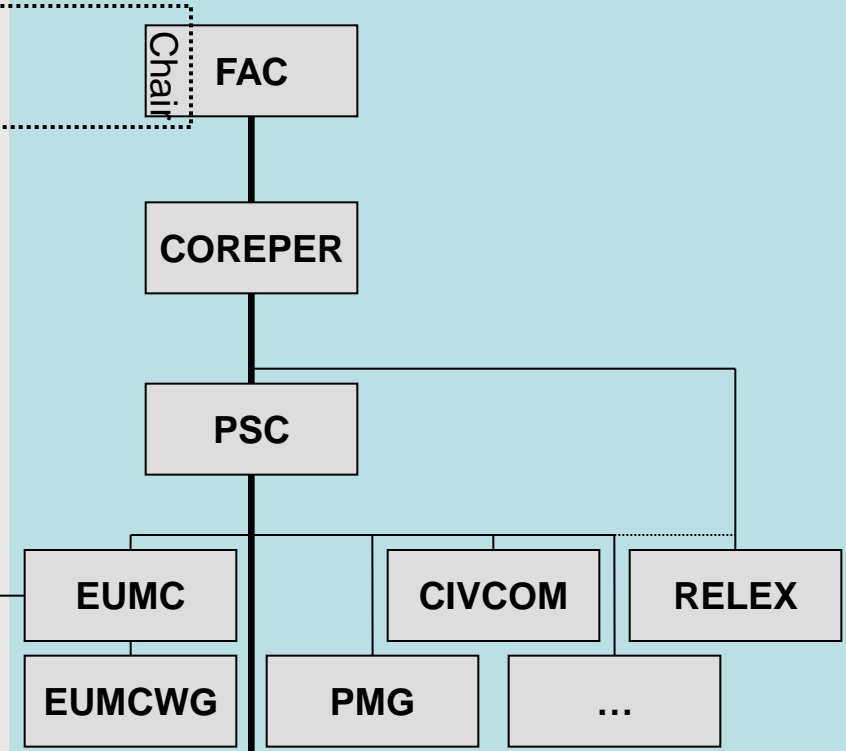 Chair
FAC
COREPER
PSC
EUMC
CIVCOM
RELEX
EUMCWG
PMG
...